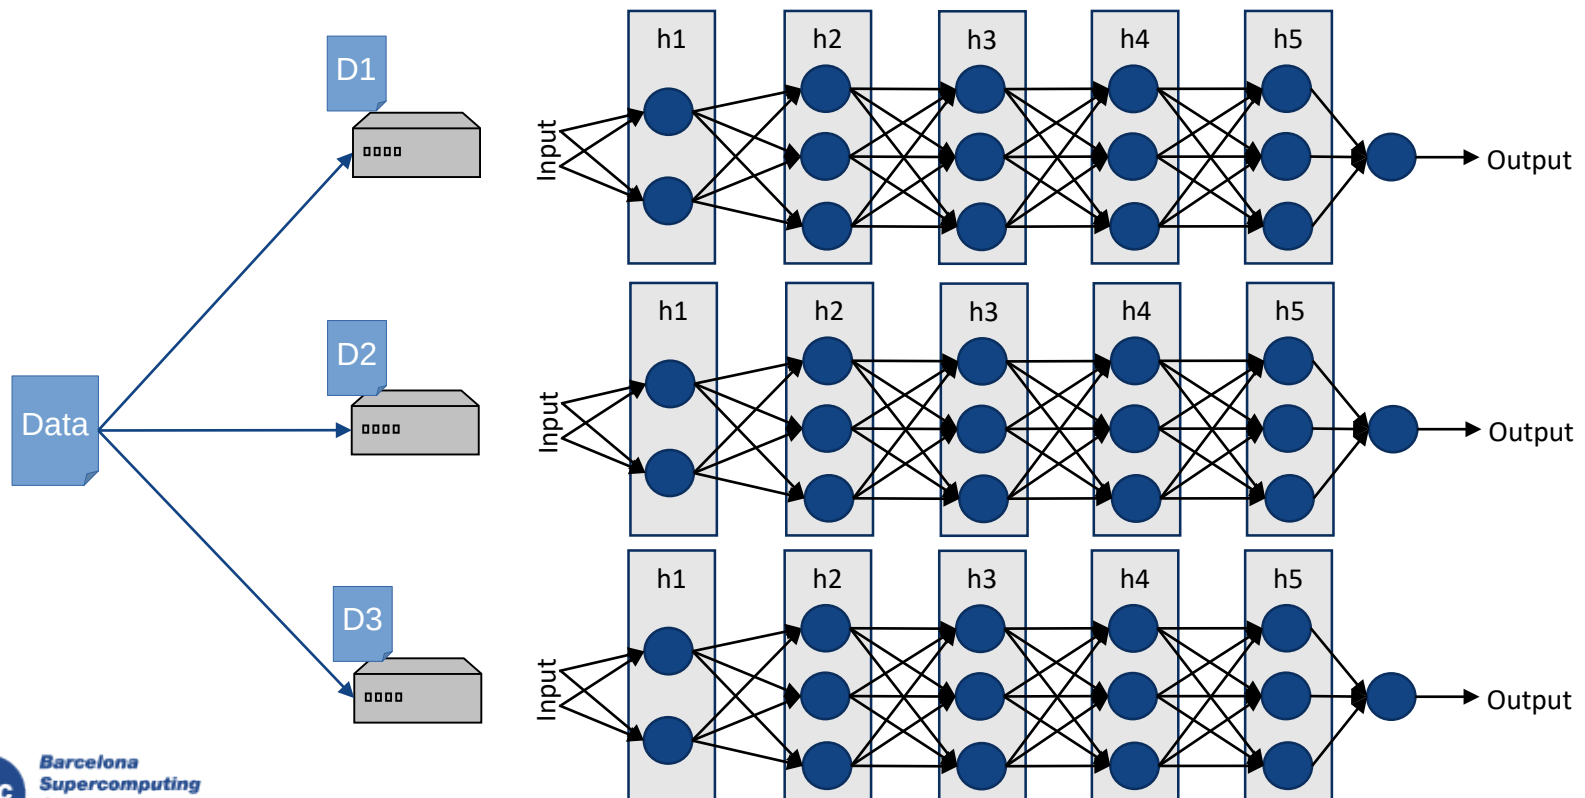 D1
h1
h2
h3
h4
h5
Input
Output
D2
h1
h2
h3
h4
h5
Data
Input
Output
D3
h1
h2
h3
h4
h5
Input
Output
Barcelona
Supercomputing